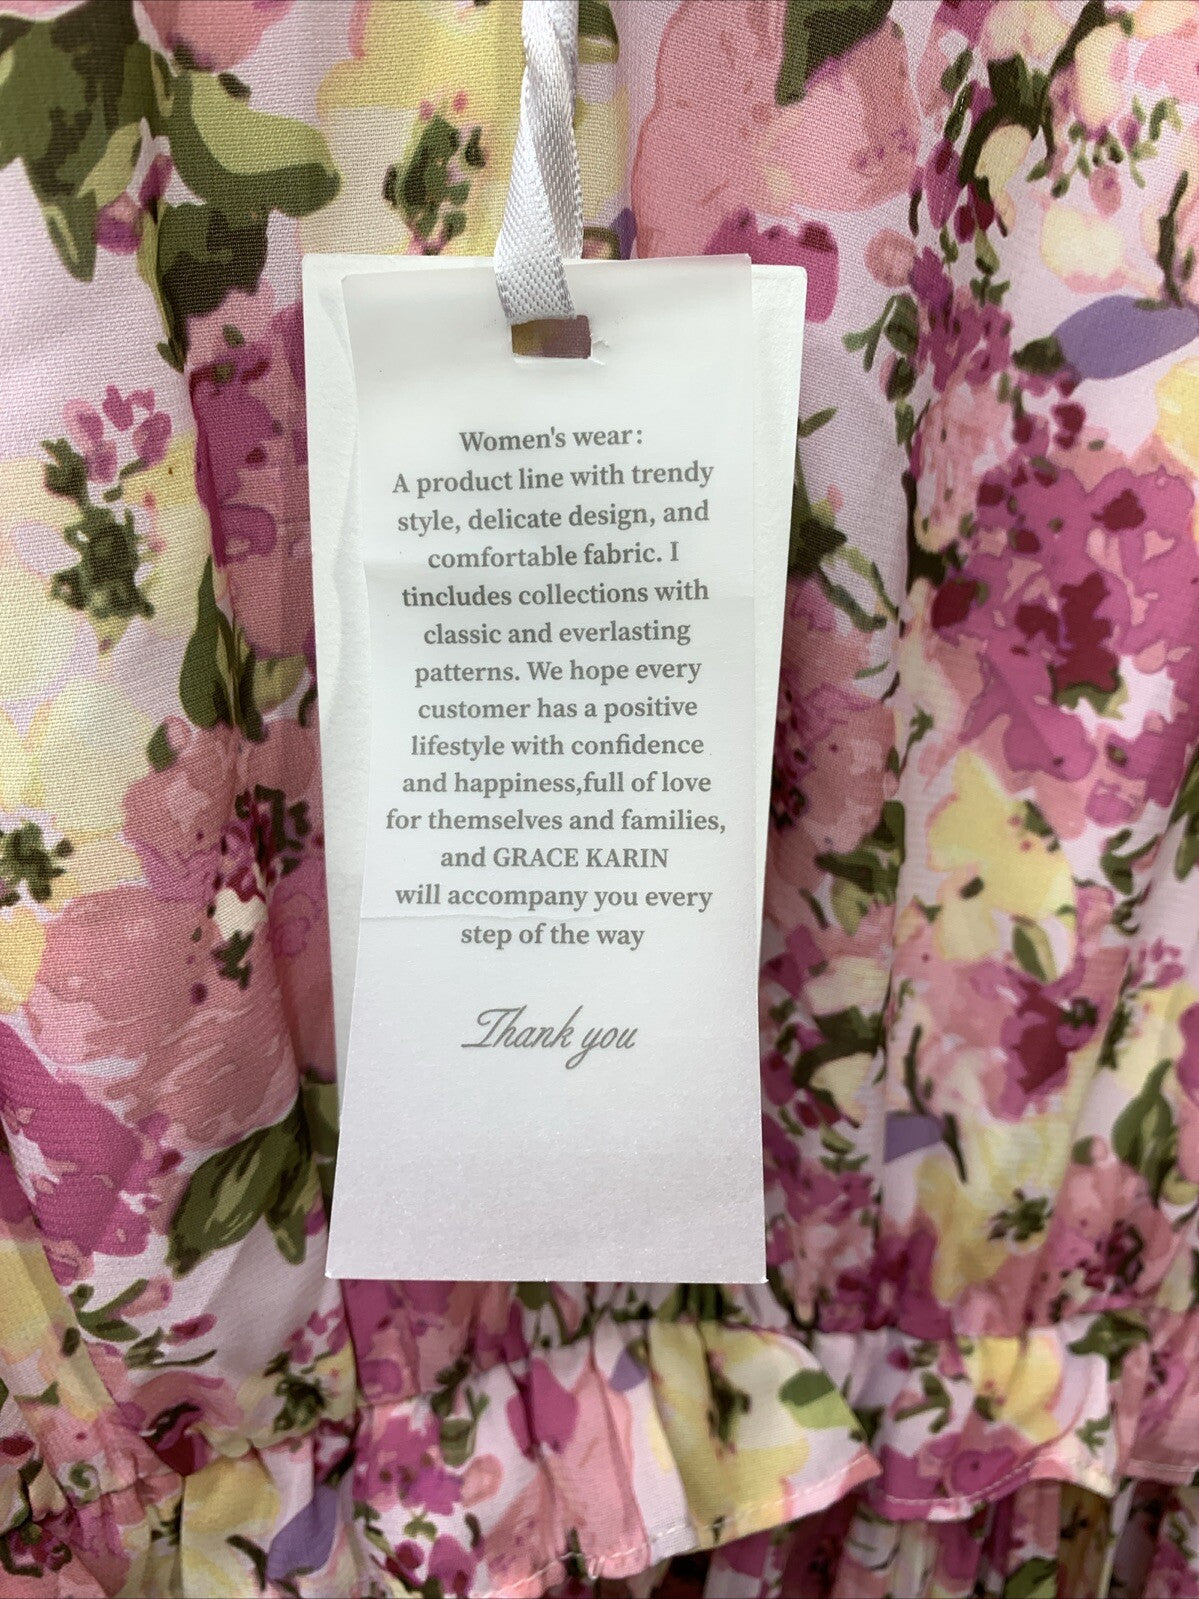 Women's wear:
A product line with trendy
style, delicate design, and
comfortable fabric. I
tincludes collections with
classic and everlasting
patterns. We hope every
customer has a positive
lifestyle with confidence
and happiness,full of love
for themselves and families,
and GRACE KARIN
will accompany you every
step of the way
Thank you